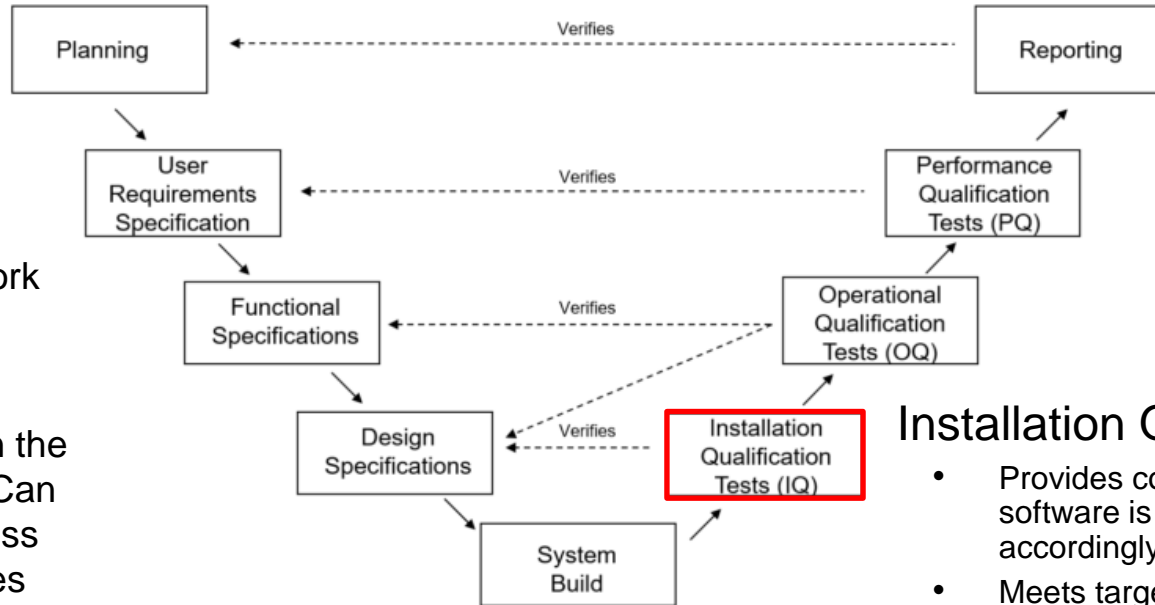 Planning
Verifies
Reporting
User
Requirements
Specification
Verifies
Performance
Qualification
Tests (PQ)
Functional
Specifications
Verifies
Operational
Qualification
Tests (OQ)
Design
Specifications
Verifies
Installation
Qualification
Tests (IQ)
System
Build
ork
n the
Can
ss
es
Installation
• Provides co
software is
accordingly
• Meets targe